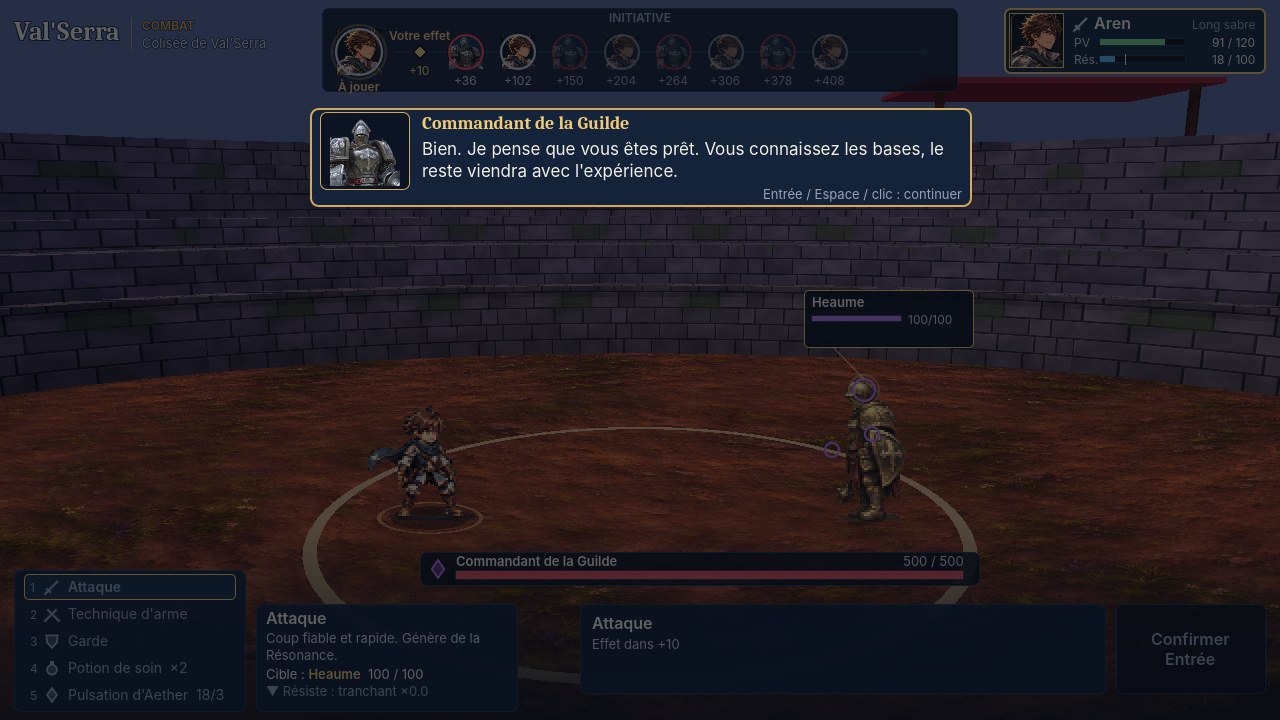 Val'Serra
COMBAT
Colisée de Val'Serra
INITIATIVE
Votre effet
+10
À jouer
+36
+102
+150
+204
+264
+306
+378
+408
Aren
Long sabre
PV
91 / 120
Rés.
18 / 100
Commandant de la Guilde
Bien. Je pense que vous êtes prêt. Vous connaissez les bases, le
reste viendra avec l'expérience.
Entrée / Espace / clic : continuer
Heaume
100/100
Commandant de la Guilde
500 / 500
1 Attaque
2 Technique d'arme
3 Garde
4 Potion de soin ×2
5 Pulsation d'Aether 18/3
Attaque
Coup fiable et rapide. Génère de la
Résonance.
Cible : Heaume 100 / 100
▼ Résiste : tranchant ×0.0
Attaque
Effet dans +10
Confirmer
Entrée